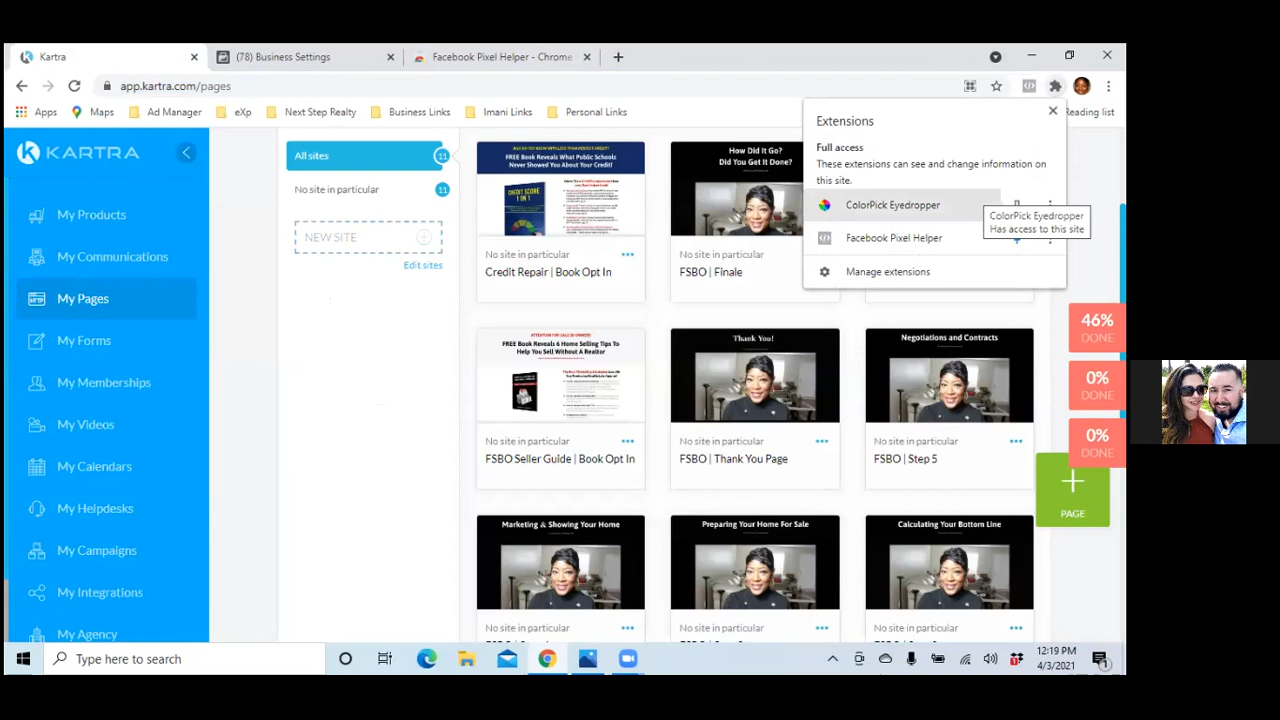 Kartra
(78) Business Settings
Facebook Pixel Helper - Chrome
app.kartra.com/pages
Apps
Maps
Ad Manager
eXp
Next Step Realty
Business Links
Imani Links
Personal Links
Reading list
Extensions
Full access
These extensions can see and change information on
this site.
ColorPick Eyedropper
Facebook Pixel Helper
Manage extensions
ColorPick Eyedropper
Has access to this site
KARTRA
My Products
My Communications
My Pages
My Forms
My Memberships
My Videos
My Calendars
My Helpdesks
My Campaigns
My Integrations
My Agency
All sites
11
No site in particular
11
NEW SITE
Edit sites
FREE Book Reveals What Public Schools
Never Showed You About Your Credit!
CREDIT SCORE
1 ON 1
No site in particular
Credit Repair | Book Opt In
How Did It Go?
Did You Get It Done?
No site in particular
FSBO | Finale
ATTENTION FOR SALE BY OWNERS!
FREE Book Reveals 6 Home Selling Tips To
Help You Sell Without A Realtor
No site in particular
FSBO Seller Guide | Book Opt In
Thank You!
No site in particular
FSBO | Thank You Page
Negotiations and Contracts
No site in particular
FSBO | Step 5
Marketing & Showing Your Home
No site in particular
Preparing Your Home For Sale
No site in particular
Calculating Your Bottom Line
No site in particular
46%
DONE
0%
DONE
0%
DONE
PAGE
Type here to search
12:19 PM
4/3/2021
1